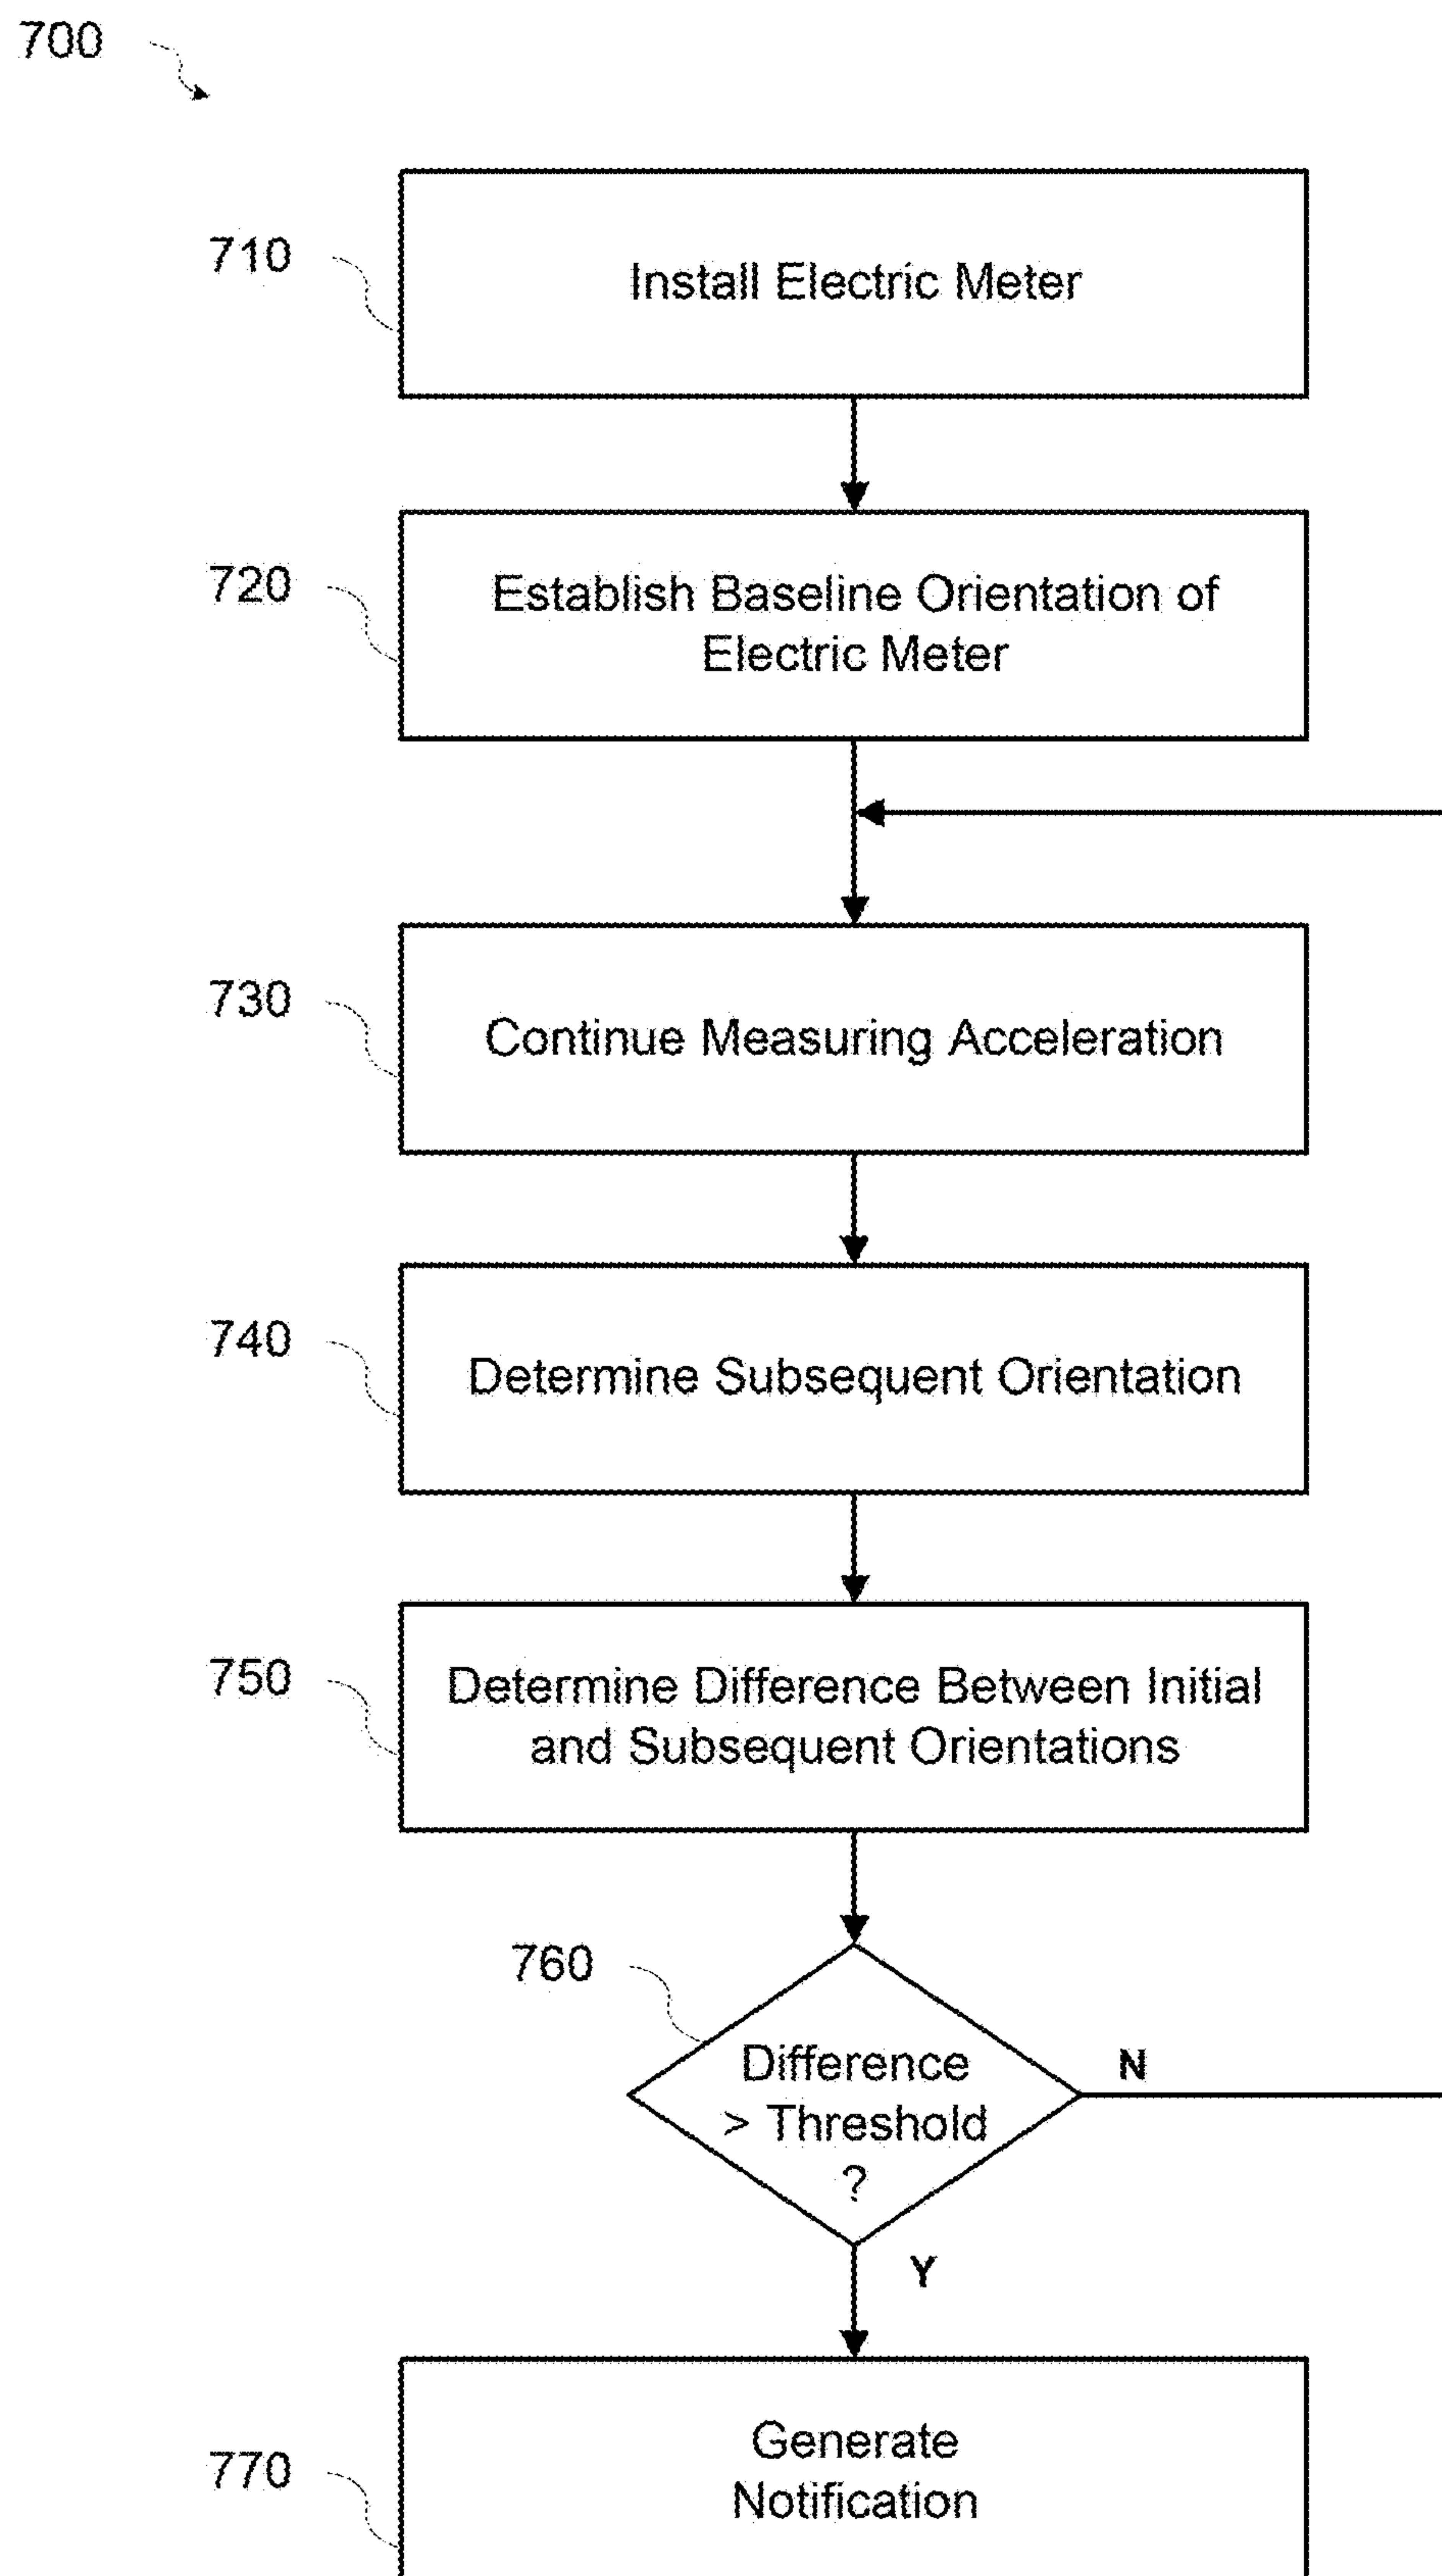 700
710
Install Electric Meter
720
Establish Baseline Orientation of
Electric Meter
730
Continue Measuring Acceleration
740
Determine Subsequent Orientation
750
Determine Difference Between Initial
and Subsequent Orientations
760
Difference
> Threshold
?
N
Y
770
Generate
Notification